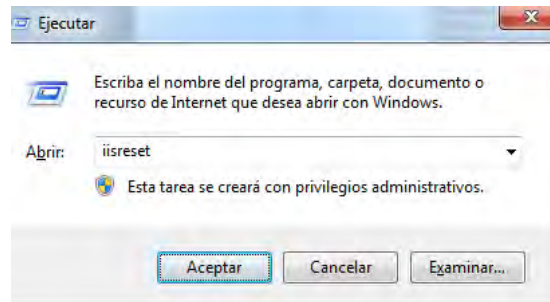 Ejecutar
Escriba el nombre del programa, carpeta, documento o
recurso de Internet que desea abrir con Windows.
Abrir: iisreset
Esta tarea se creará con privilegios administrativos.
Aceptar Cancelar Examinar...